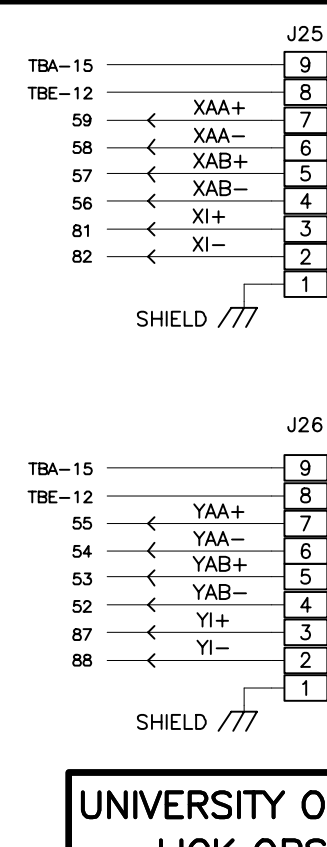 J25
TBA-15 9
TBE-12 8
59 XAA+ 7
58 XAA- 6
57 XAB+ 5
56 XAB- 4
81 XI+ 3
82 XI- 2
1
SHIELD
J26
TBA-15 9
TBE-12 8
55 YAA+ 7
54 YAA- 6
53 YAB+ 5
52 YAB- 4
87 YI+ 3
88 YI- 2
1
SHIELD
UNIVERSITY O